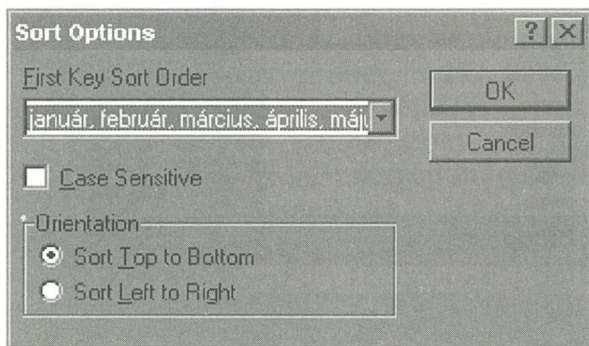 Sort Options
First Key Sort Order
január, február, március, április, máju
OK
Cancel
Case Sensitive
Orientation
Sort Top to Bottom
Sort Left to Right